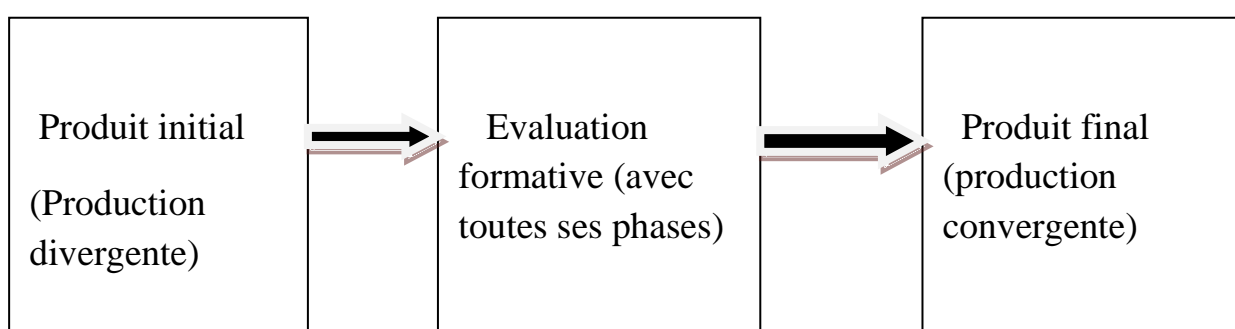 Produit initial
(Production
divergente)
Evaluation
formative (avec
toutes ses phases)
Produit final
(production
convergente)